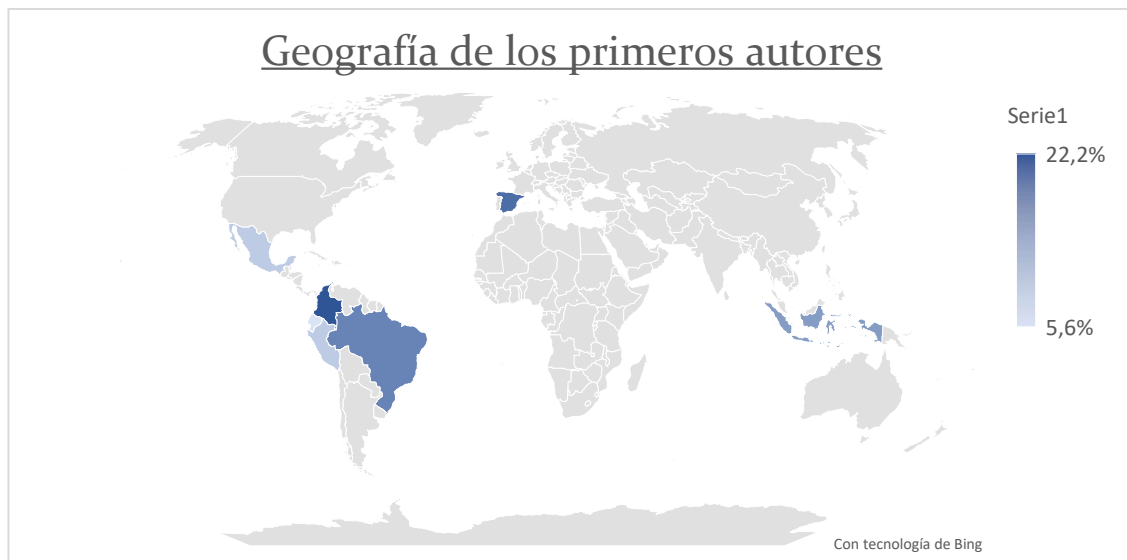 Geografía de los primeros autores
Serie1
22,2%
5,6%
Con tecnología de Bing